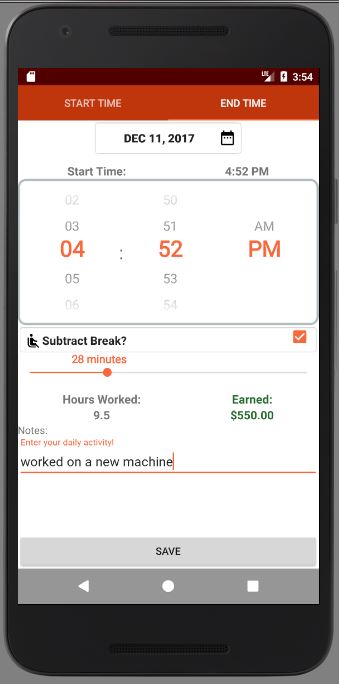 LTE 3:54
START TIME END TIME
DEC 11, 2017
Start Time: 4:52 PM
02 50
03 51 AM
04 : 52 PM
05 53
06 54
Subtract Break?
28 minutes
Hours Worked: Earned:
9.5 $550.00
Notes:
Enter your daily activity!
worked on a new machine
SAVE